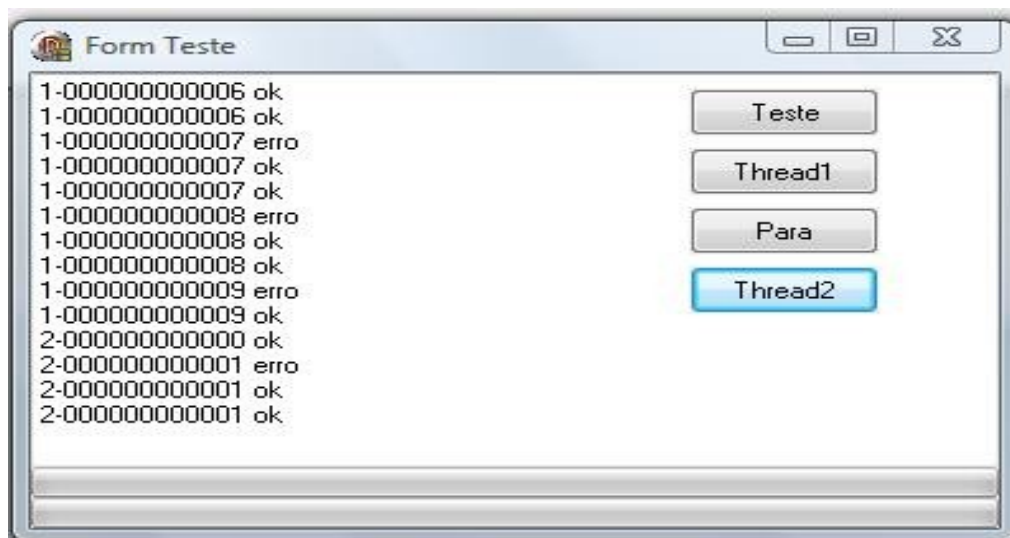 Form Teste
1-000000000006 ok
1-000000000006 ok
1-000000000007 erro
1-000000000007 ok
1-000000000007 ok
1-000000000008 erro
1-000000000008 ok
1-000000000008 ok
1-000000000009 erro
1-000000000009 ok
2-000000000000 ok
2-000000000001 erro
2-000000000001 ok
2-000000000001 ok
Teste
Thread1
Para
Thread2